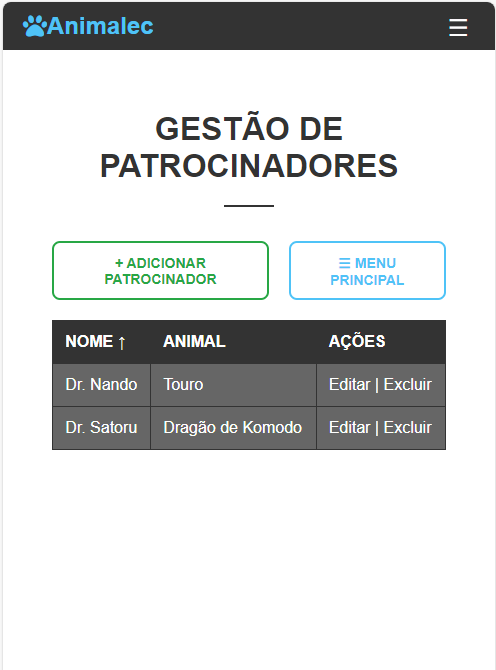 Animalec
☰
GESTÃO DE
PATROCINADORES
+ ADICIONAR
PATROCINADOR
☰ MENU
PRINCIPAL
NOME ↑ ANIMAL AÇÕES
Dr. Nando Touro Editar | Excluir
Dr. Satoru Dragão de Komodo Editar | Excluir